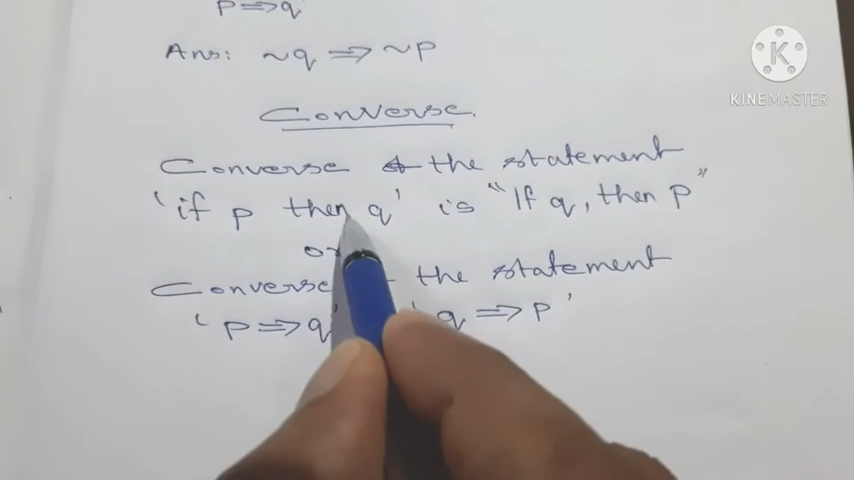 p => q
Ans: ~q => ~p
Converse
Converse of the statement
'if p then q' is "If q, then p"
or
Converse the statement
'p => q' 'q => p'
KINEMASTER